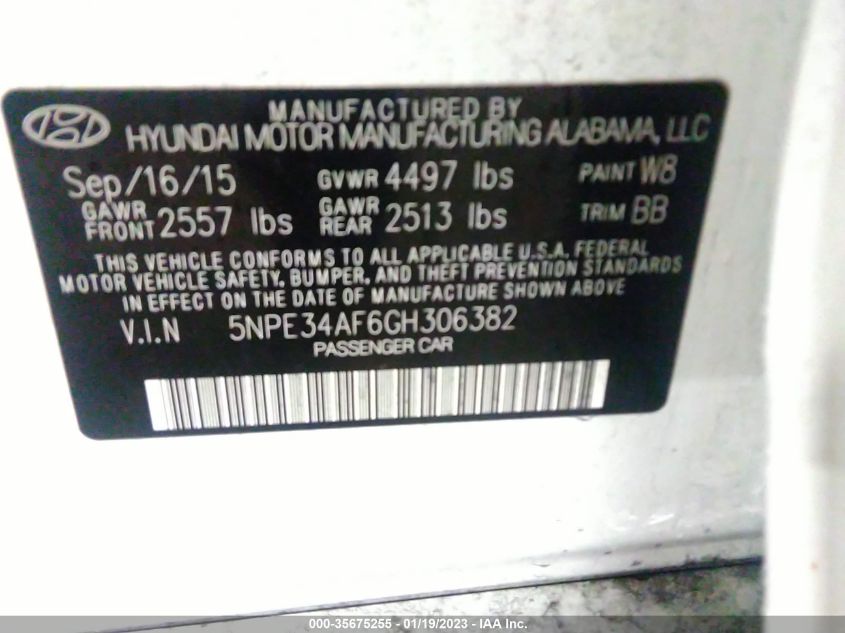 MANUFACTURED BY
HYUNDAI MOTOR MANUFACTURING ALABAMA, LLC
Sep/16/15 GVWR 4497 lbs PAINT W8
GAWR FRONT 2557 lbs GAWR REAR 2513 lbs TRIM BB
THIS VEHICLE CONFORMS TO ALL APPLICABLE U.S.A. FEDERAL
MOTOR VEHICLE SAFETY, BUMPER, AND THEFT PREVENTION STANDARDS
IN EFFECT ON THE DATE OF MANUFACTURE SHOWN ABOVE
V.I.N 5NPE34AF6GH306382
PASSENGER CAR
000-35675255 - 01/19/2023 - IAA Inc.